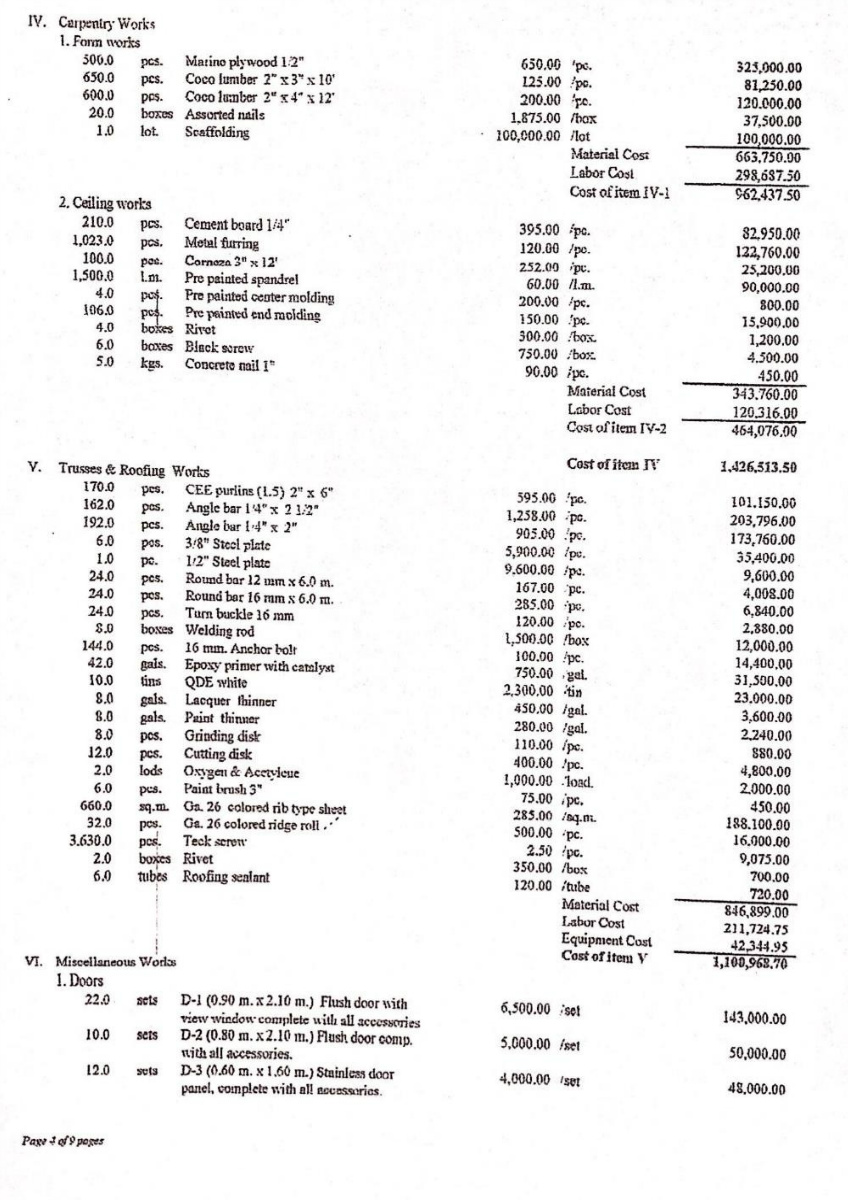 IV. Carpentry Works
1. Form works
500.0 pcs. Marine plywood 1/2" 650.00 /pc. 325,000.00
650.0 pcs. Coco lumber 2" x 3" x 10' 125.00 /pc. 81,250.00
600.0 pcs. Coco lumber 2" x 4" x 12' 200.00 /pc. 120.000.00
20.0 boxes Assorted nails 1,875.00 /box 37,500.00
1.0 lot. Scaffolding 100,000.00 /lot 100,000.00
Material Cost 663,750.00
Labor Cost 298,687.50
Cost of item IV-1 962,437.50
2. Ceiling works
210.0 pcs. Cement board 1/4" 395.00 /pc. 82,950.00
1,023.0 pcs. Metal furring 120.00 /pc. 122,760.00
100.0 pcs. Corneza 3" x 12' 252.00 /pc. 25,200.00
1,500.0 l.m. Pre painted spandrel 60.00 /l.m. 90,000.00
4.0 pcs. Pre painted center molding 200.00 /pc. 800.00
106.0 pcs. Pre painted end molding 150.00 /pc. 15,900.00
4.0 boxes Rivet 300.00 /box. 1,200.00
6.0 boxes Black screw 750.00 /box. 4.500.00
5.0 kgs. Concrete nail 1" 90.00 /pc. 450.00
Material Cost 343,760.00
Labor Cost 120,316.00
Cost of item IV-2 464,076.00
Cost of item IV 1,426,513.50
V. Trusses & Roofing Works
170.0 pcs. CEE purlins (1.5) 2" x 6" 595.00 /pc. 101.150.00
162.0 pcs. Angle bar 1/4" x 2 1/2" 1,258.00 /pc. 203,796.00
192.0 pcs. Angle bar 1/4" x 2" 905.00 /pc. 173,760.00
6.0 pcs. 3/8" Steel plate 5,900.00 /pc. 35,400.00
1.0 pc. 1/2" Steel plate 9.600.00 /pc. 9,600.00
24.0 pcs. Round bar 12 mm x 6.0 m. 167.00 /pc. 4,008.00
24.0 pcs. Round bar 16 mm x 6.0 m. 285.00 /pc. 6,840.00
24.0 pcs. Turn buckle 16 mm 120.00 /pc. 2,880.00
8.0 boxes Welding rod 1,500.00 /box 12,000.00
144.0 pcs. 16 mm. Anchor bolt 100.00 /pc. 14,400.00
42.0 gals. Epoxy primer with catalyst 750.00 /gal. 31,500.00
10.0 tins QDE white 2,300.00 /tin 23.000.00
8.0 gals. Lacquer thinner 450.00 /gal. 3,600.00
8.0 gals. Paint thinner 280.00 /gal. 2,240.00
8.0 pcs. Grinding disk 110.00 /pc. 880.00
12.0 pcs. Cutting disk 400.00 /pc. 4,800.00
2.0 lods Oxygen & Acetylene 1,000.00 /load. 2.000.00
6.0 pcs. Paint brush 3" 75.00 /pc. 450.00
660.0 sq.m. Ga. 26 colored rib type sheet 285.00 /sq.m. 188.100.00
32.0 pcs. Ga. 26 colored ridge roll 500.00 /pc. 16.000.00
3.630.0 pcs. Teck screw 2.50 /pc. 9,075.00
2.0 boxes Rivet 350.00 /box 700.00
6.0 tubes Roofing sealant 120.00 /tube 720.00
Material Cost 846,899.00
Labor Cost 211,724.75
Equipment Cost 42,344.95
Cost of item V 1,100,968.70
VI. Miscellaneous Works
1. Doors
22.0 sets D-1 (0.90 m. x 2.10 m.) Flush door with 6,500.00 /set 143,000.00
view window complete with all accessories
10.0 sets D-2 (0.80 m. x 2.10 m.) Flush door comp. 5,000.00 /set 50,000.00
with all accessories.
12.0 sets D-3 (0.60 m. x 1.60 m.) Stainless door 4,000.00 /set 48,000.00
panel, complete with all accessories.
Page 4 of 9 pages